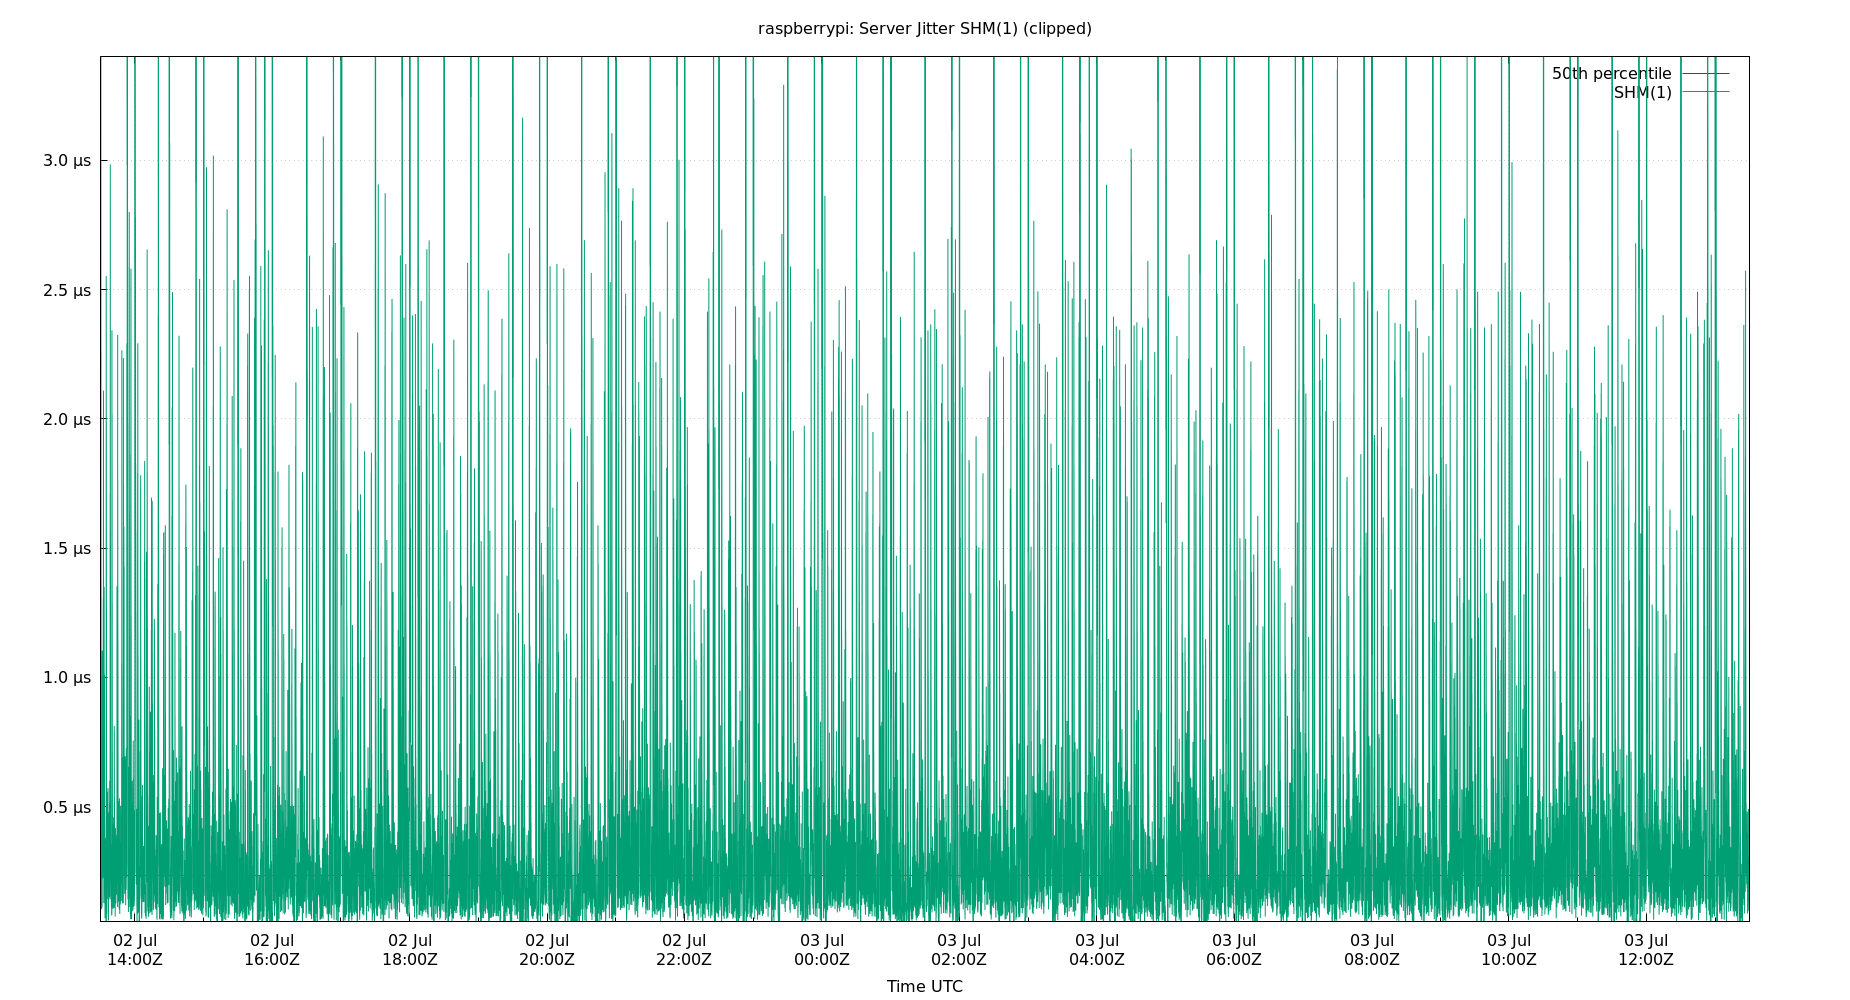 raspberrypi: Server Jitter SHM(1) (clipped)
50th percentile
SHM(1)
3.0 µs
2.5 µs
2.0 µs
1.5 µs
1.0 µs
0.5 µs
02 Jul 02 Jul 02 Jul 02 Jul 02 Jul 03 Jul 03 Jul 03 Jul 03 Jul 03 Jul 03 Jul 03 Jul
14:00Z 16:00Z 18:00Z 20:00Z 22:00Z 00:00Z 02:00Z 04:00Z 06:00Z 08:00Z 10:00Z 12:00Z
Time UTC